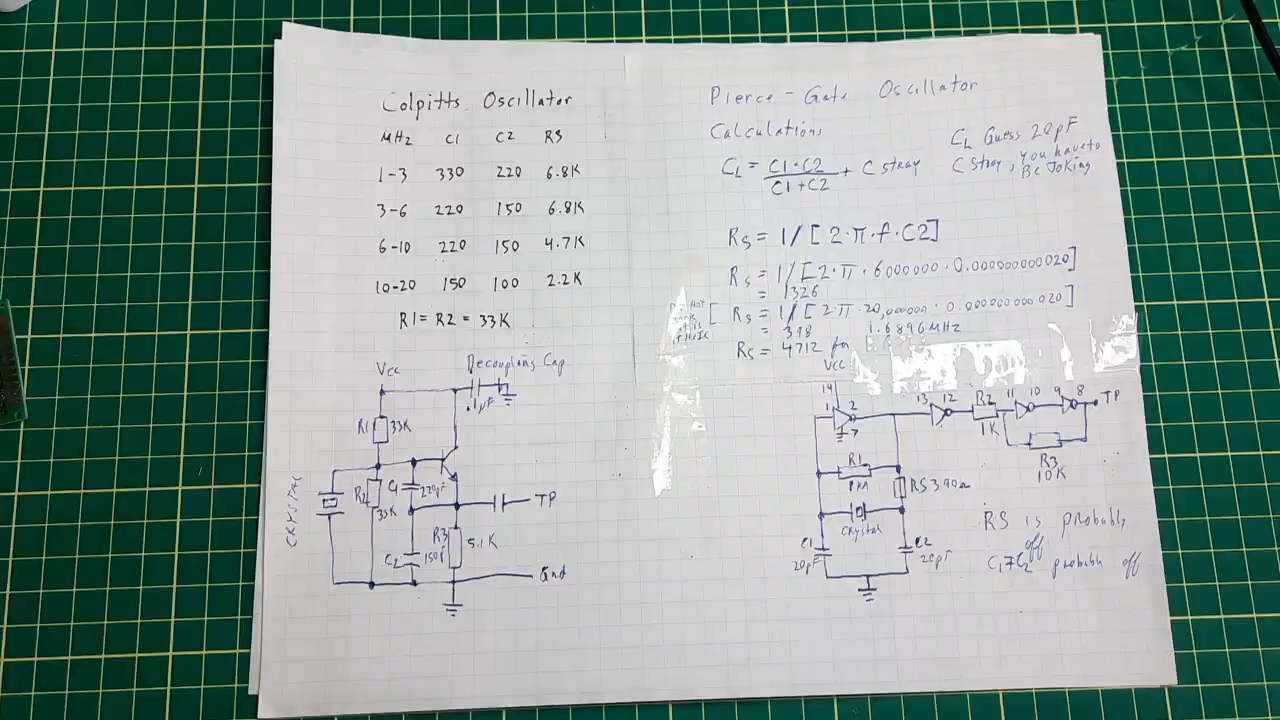 Colpitts Oscillator
MHz C1 C2 R3
1-3 330 220 6.8K
3-6 220 150 6.8K
6-10 220 150 4.7K
10-20 150 100 2.2K
R1 = R2 = 33K
Vcc
Decoupling Cap
.1µF
R1 33K
CRYSTAL
R2
33K
C1
220pF
TP
R3
5.1K
C2
150pF
Gnd
Pierce-Gate Oscillator
Calculations
CL Guess 20pF
C Stray, you have to
Be Joking
CL = C1·C2 + C stray
C1+C2
Rs = 1/[2·π·f·C2]
Rs = 1/[2·π·6000000·0.000000000020]
= 1326
Rs = 1/[2·π·20,000000·0.000000000020]
= 398
1.6896MHz
Rs = 4712 for
Vcc
14
1 2
7
13 12
R2
1K
11 10
9 8
TP
R3
10K
R1
1M
RS 390Ω
Crystal
C1
20pF
C2
20pF
RS is probably
off
C1+C2 probably off